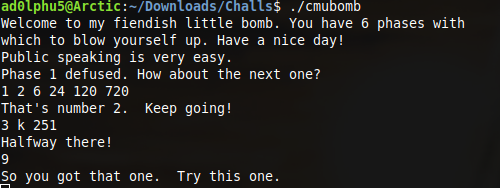 ad0lphu5@Arctic:~/Downloads/Challs$ ./cmubomb
Welcome to my fiendish little bomb. You have 6 phases with
which to blow yourself up. Have a nice day!
Public speaking is very easy.
Phase 1 defused. How about the next one?
1 2 6 24 120 720
That's number 2.  Keep going!
3 k 251
Halfway there!
9
So you got that one.  Try this one.